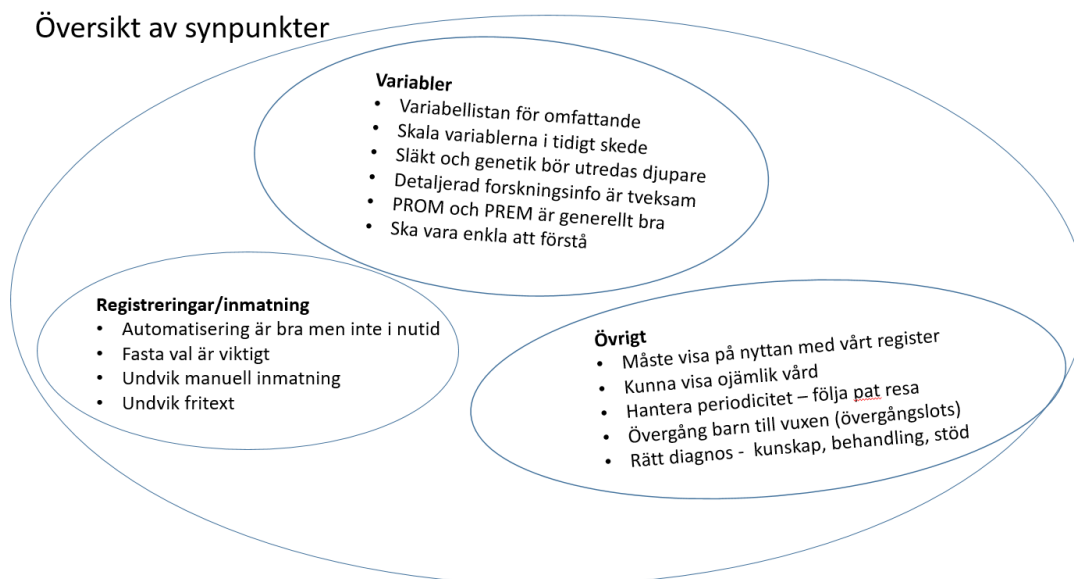 Översikt av synpunkter
Variabler
• Variabellistan för omfattande
• Skala variablerna i tidigt skede
• Släkt och genetik bör utredas djupare
• Detaljerad forskningsinfo är tveksam
• PROM och PREM är generellt bra
• Ska vara enkla att förstå
Registreringar/inmatning
• Automatisering är bra men inte i nutid
• Fasta val är viktigt
• Undvik manuell inmatning
• Undvik fritext
Övrigt
• Måste visa på nyttan med vårt register
• Kunna visa ojämlik vård
• Hantera periodicitet – följa pat resa
• Övergång barn till vuxen (övergångslots)
• Rätt diagnos - kunskap, behandling, stöd